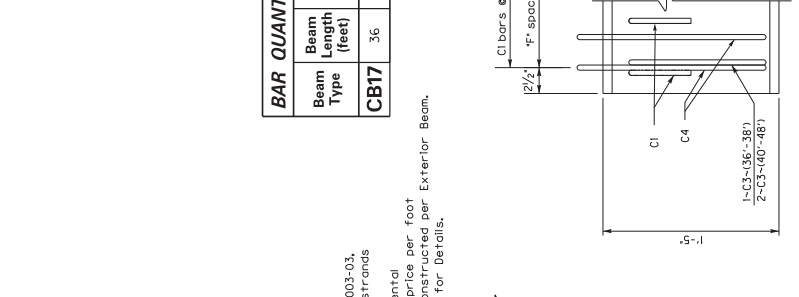 BAR QUANT
Beam Type
Beam Length (feet)
CB17
36
003-03.
strands
ntal
price per foot
onstructed per Exterior Beam.
for Details.
C1 bars @
"F" spac
2½"
C1
C4
1~C3~(36'-38')
2~C3~(40'-48')
1'-5"